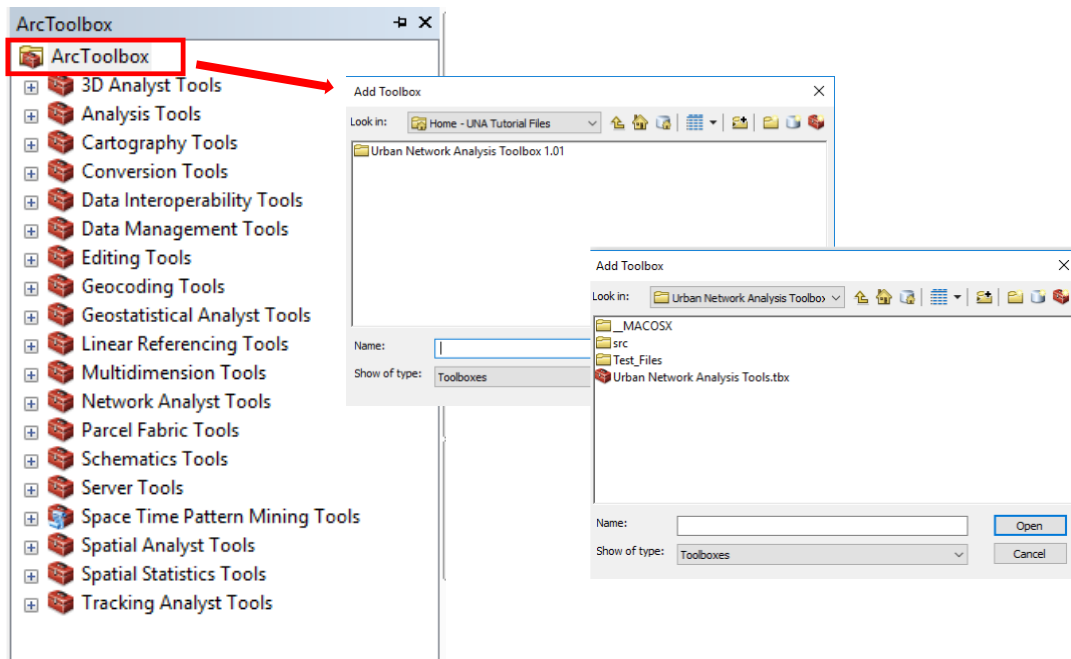 ArcToolbox
ArcToolbox
3D Analyst Tools
Analysis Tools
Cartography Tools
Conversion Tools
Data Interoperability Tools
Data Management Tools
Editing Tools
Geocoding Tools
Geostatistical Analyst Tools
Linear Referencing Tools
Multidimension Tools
Network Analyst Tools
Parcel Fabric Tools
Schematics Tools
Server Tools
Space Time Pattern Mining Tools
Spatial Analyst Tools
Spatial Statistics Tools
Tracking Analyst Tools
Add Toolbox
Look in: Home - UNA Tutorial Files
Urban Network Analysis Toolbox 1.01
Name:
Show of type: Toolboxes
Add Toolbox
Look in: Urban Network Analysis Toolbox
__MACOSX
src
Test_Files
Urban Network Analysis Tools.tbx
Name:
Open
Show of type: Toolboxes
Cancel